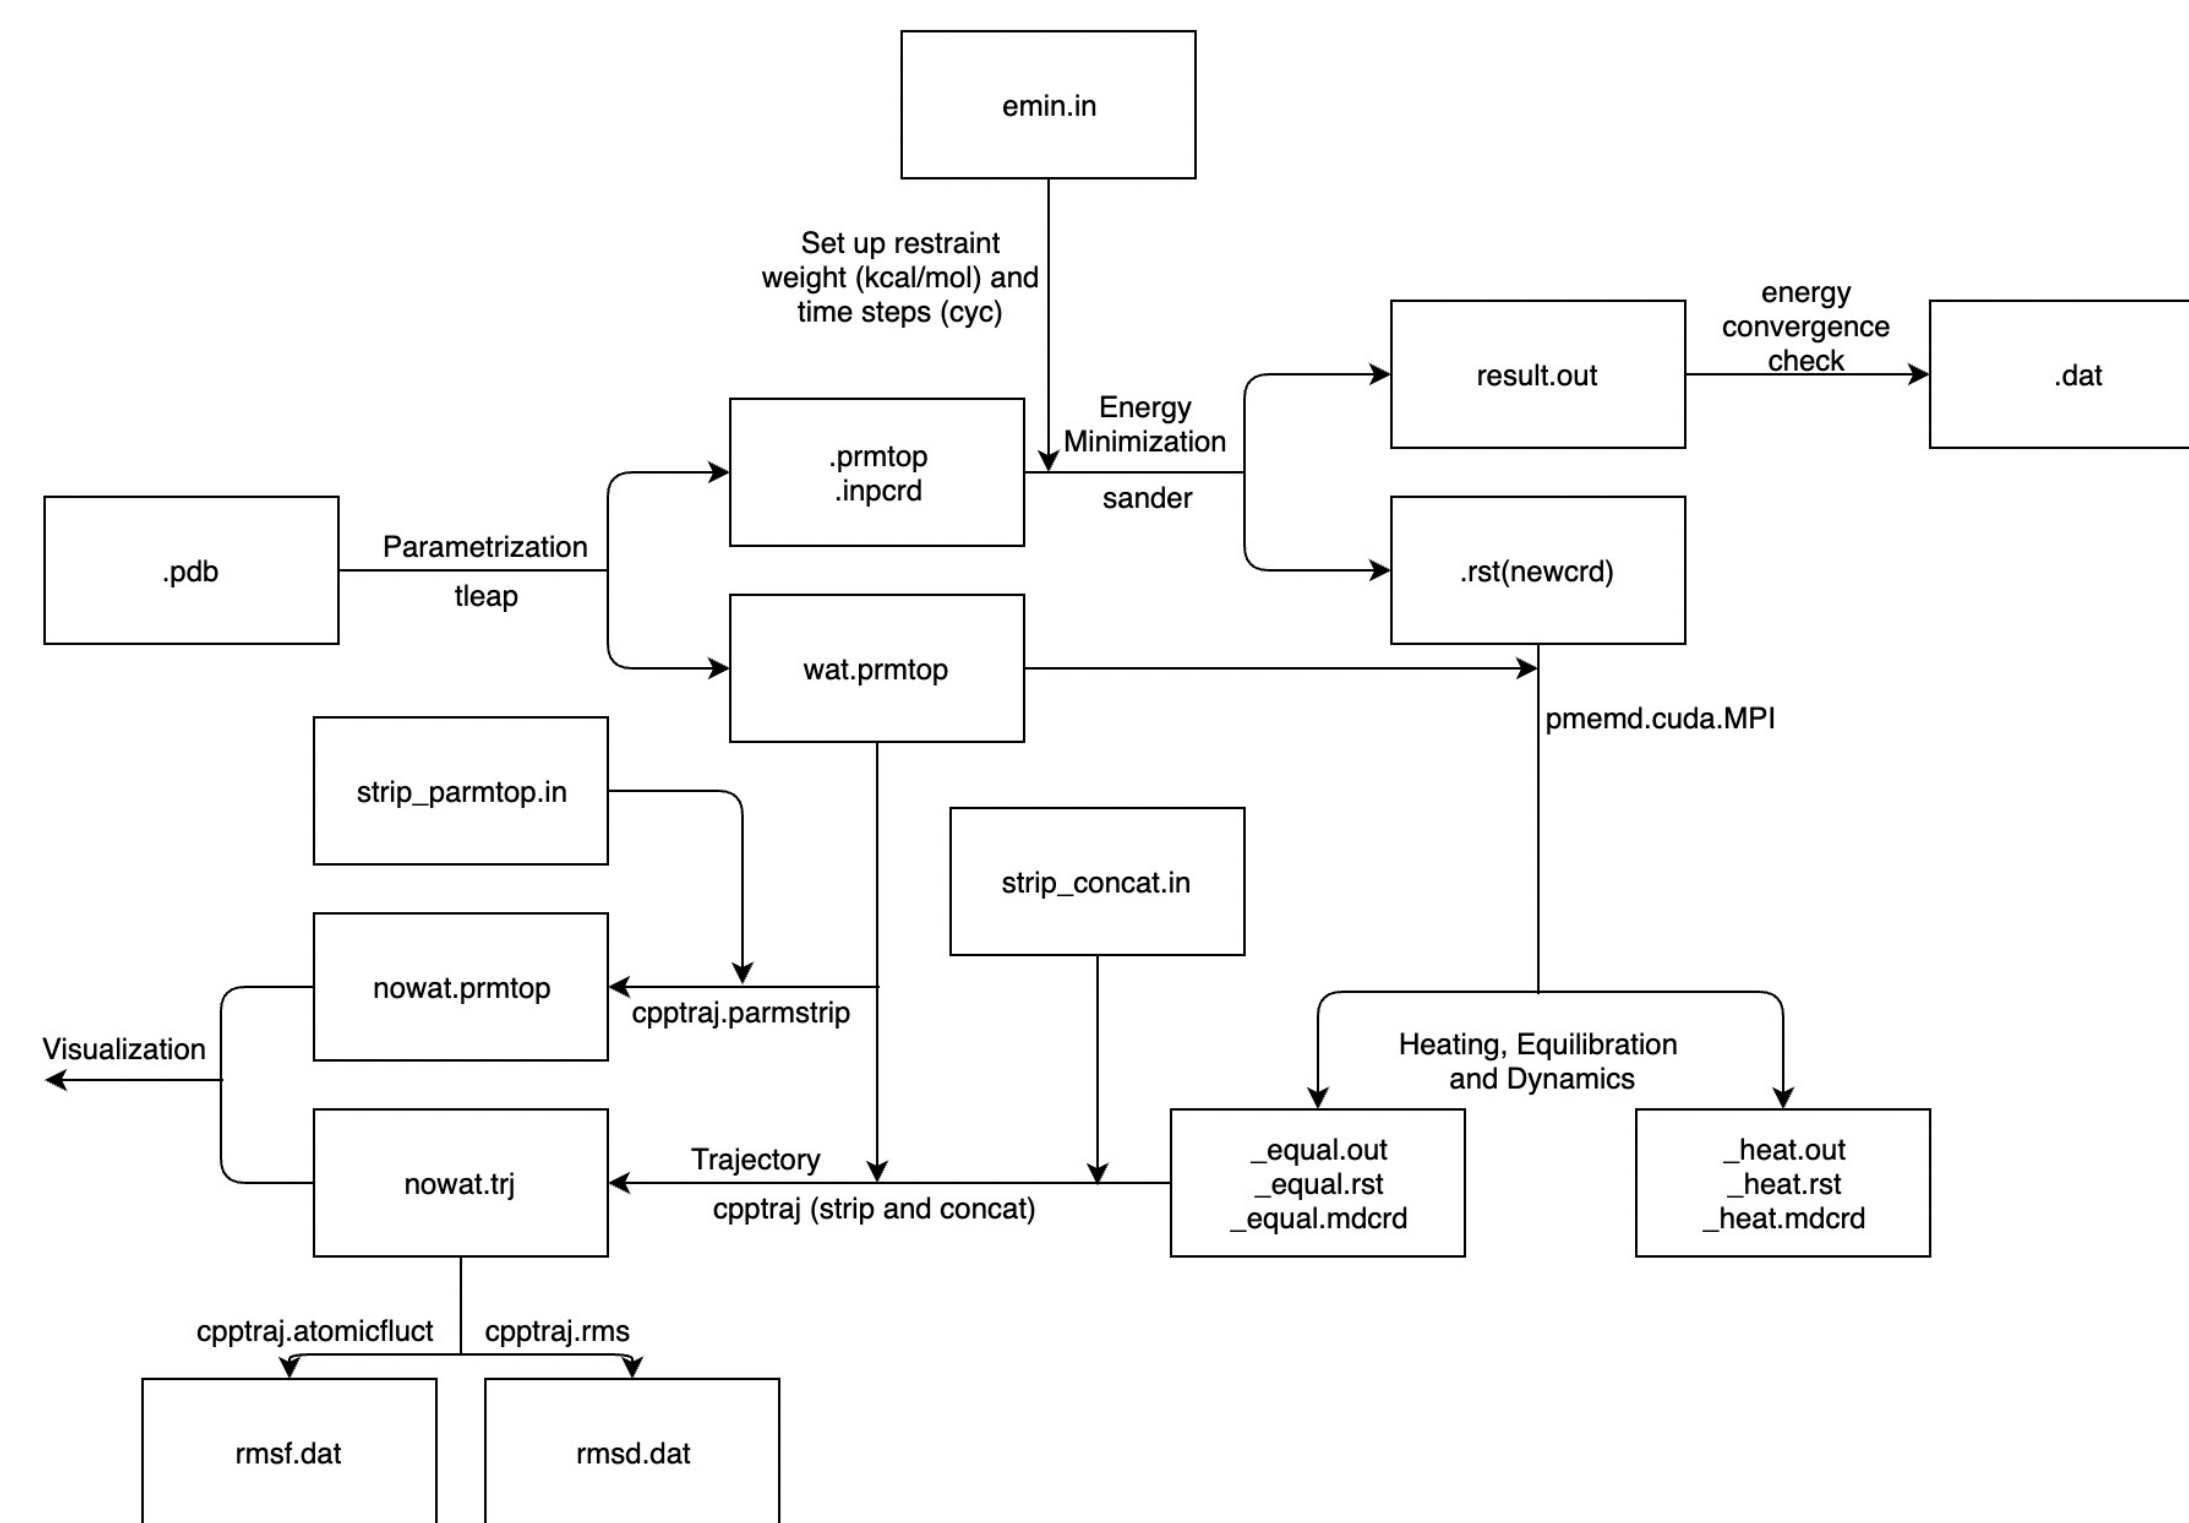 emin.in
Set up restraint
weight (kcal/mol) and
time steps (cyc)
energy
convergence
check
result.out
.dat
Energy
Minimization
sander
.prmtop
.inpcrd
.pdb
Parametrization
tleap
.rst(newcrd)
wat.prmtop
pmemd.cuda.MPI
strip_parmtop.in
strip_concat.in
nowat.prmtop
cpptraj.parmstrip
Visualization
Heating, Equilibration
and Dynamics
nowat.trj
Trajectory
cpptraj (strip and concat)
_equal.out
_equal.rst
_equal.mdcrd
_heat.out
_heat.rst
_heat.mdcrd
cpptraj.atomicfluct
cpptraj.rms
rmsf.dat
rmsd.dat